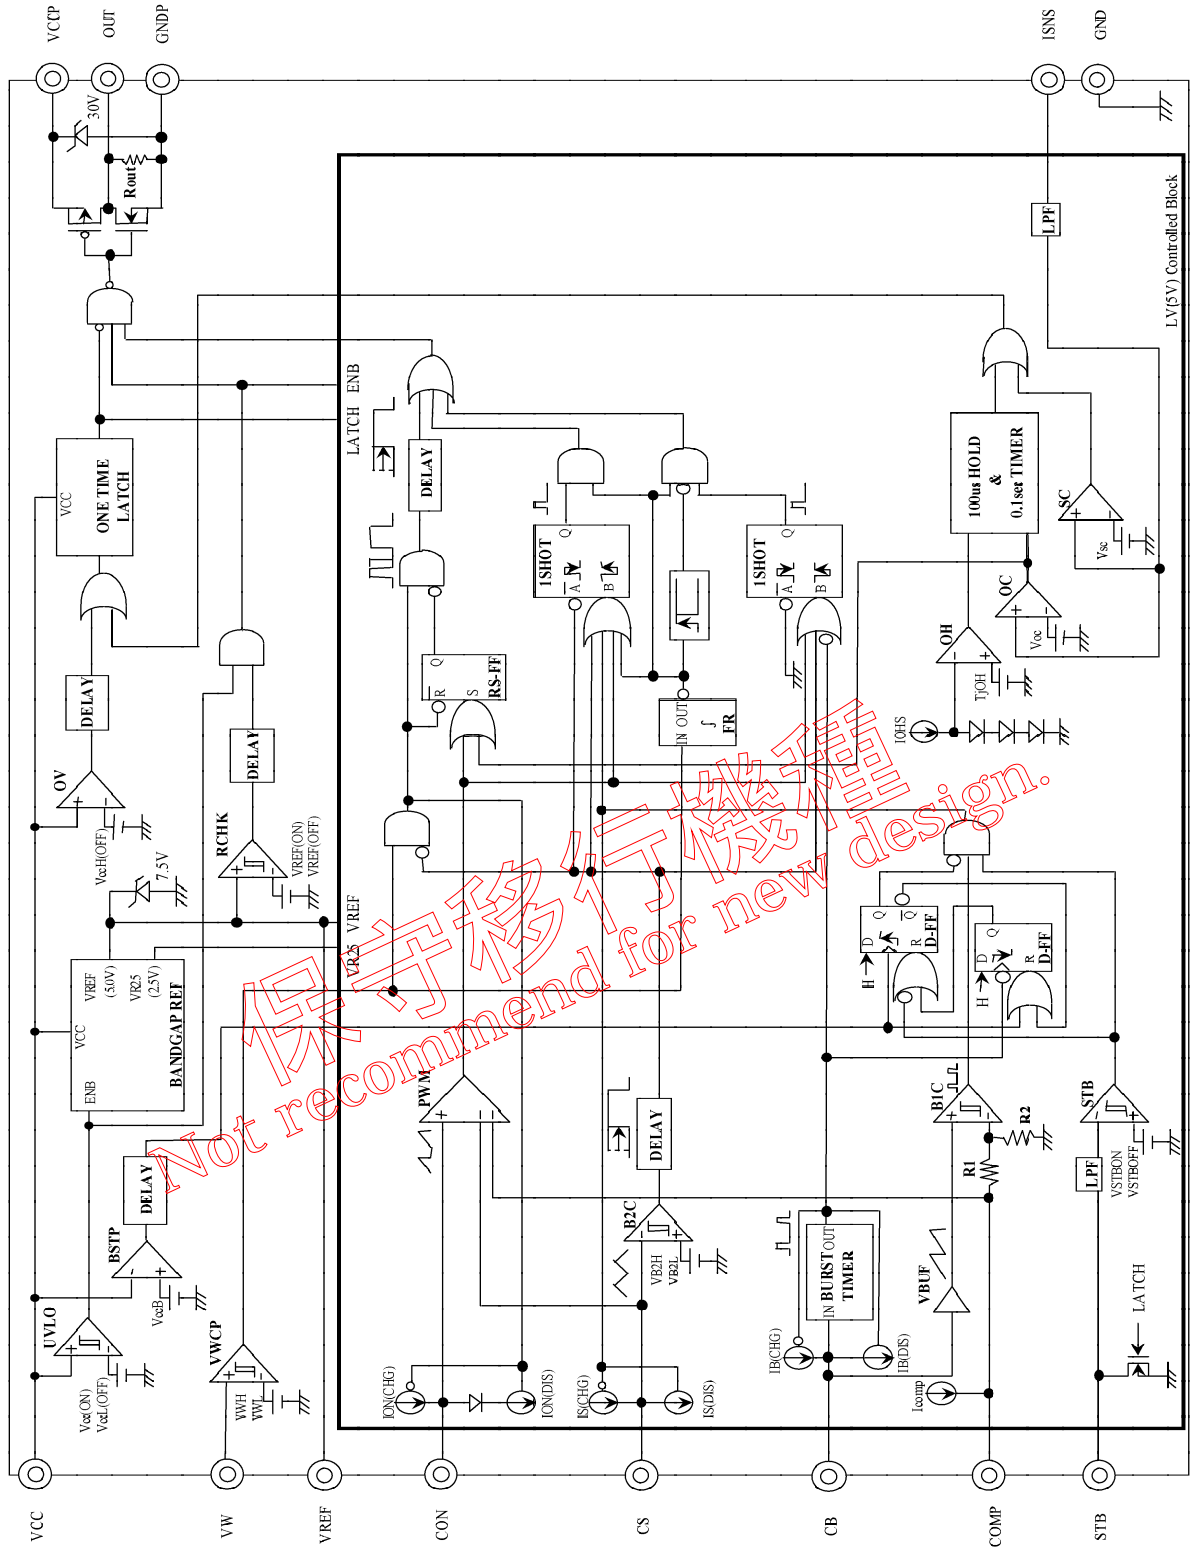 VCCP
OUT
GNDP
ISNS
GND
30V
Rout
LPF
LV(5V) Controlled Block
LATCH
ENB
VCC
ONE TIME
LATCH
DELAY
100us HOLD
&
0.1set TIMER
SC
Vsc
1SHOT
Q
A
B
1SHOT
Q
A
B
OC
Voc
OH
TjOH
IOHS
DELAY
Q
R
S
RS-FF
IN
OUT
∫
FR
OV
VccH(OFF)
DELAY
RCHK
VREF(ON)
VREF(OFF)
7.5V
VR25
VREF
VREF
(5.0V)
VR25
(2.5V)
VCC
ENB
BANDGAP REF
H
D
Q
Q
R
D-FF
H
D
Q
R
D-FF
保守移行機種
Not recommend for new design.
PWM
DELAY
B1C
R1
R2
STB
LPF
VSTBON
VSTBOFF
BSTP
DELAY
VccB
UVLO
Vcc(ON)
VccL(OFF)
VWCP
VWH
VWL
B2C
VB2H
VB2L
IN
BURST
OUT
TIMER
VBUF
LATCH
ION(CHG)
ION(DIS)
IS(CHG)
IS(DIS)
IB(CHG)
IB(DIS)
Icomp
VCC
VW
VREF
CON
CS
CB
COMP
STB